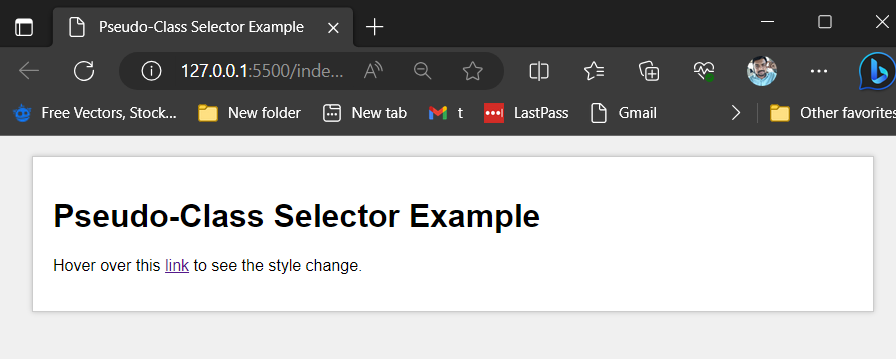 Pseudo-Class Selector Example
127.0.0.1:5500/inde...
Free Vectors, Stock... New folder New tab t LastPass Gmail Other favorites
Pseudo-Class Selector Example
Hover over this link to see the style change.